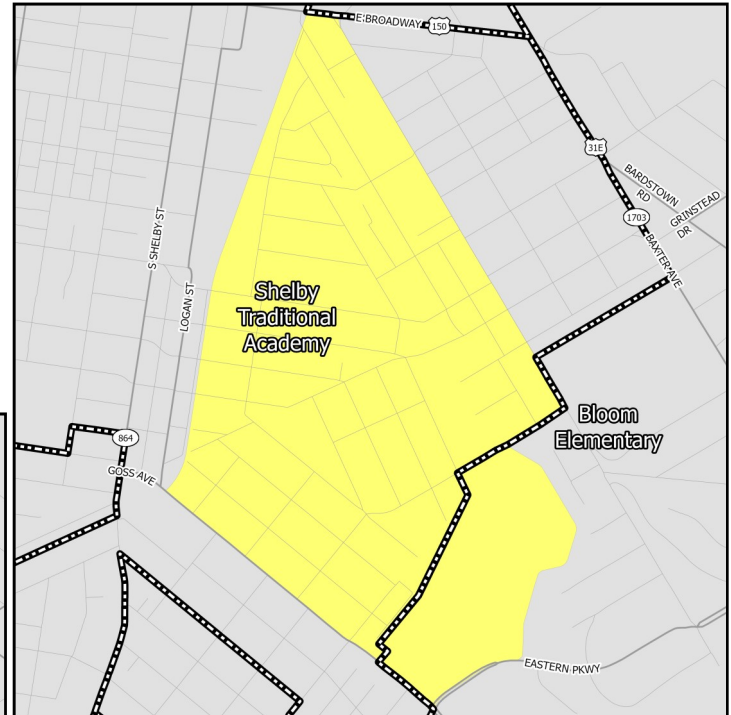 E BROADWAY
150
31E
BARDSTOWN
RD
GRINSTEAD
DR
1703
BAXTER AVE
S SHELBY ST
LOGAN ST
Shelby
Traditional
Academy
Bloom
Elementary
864
GOSS AVE
EASTERN PKWY